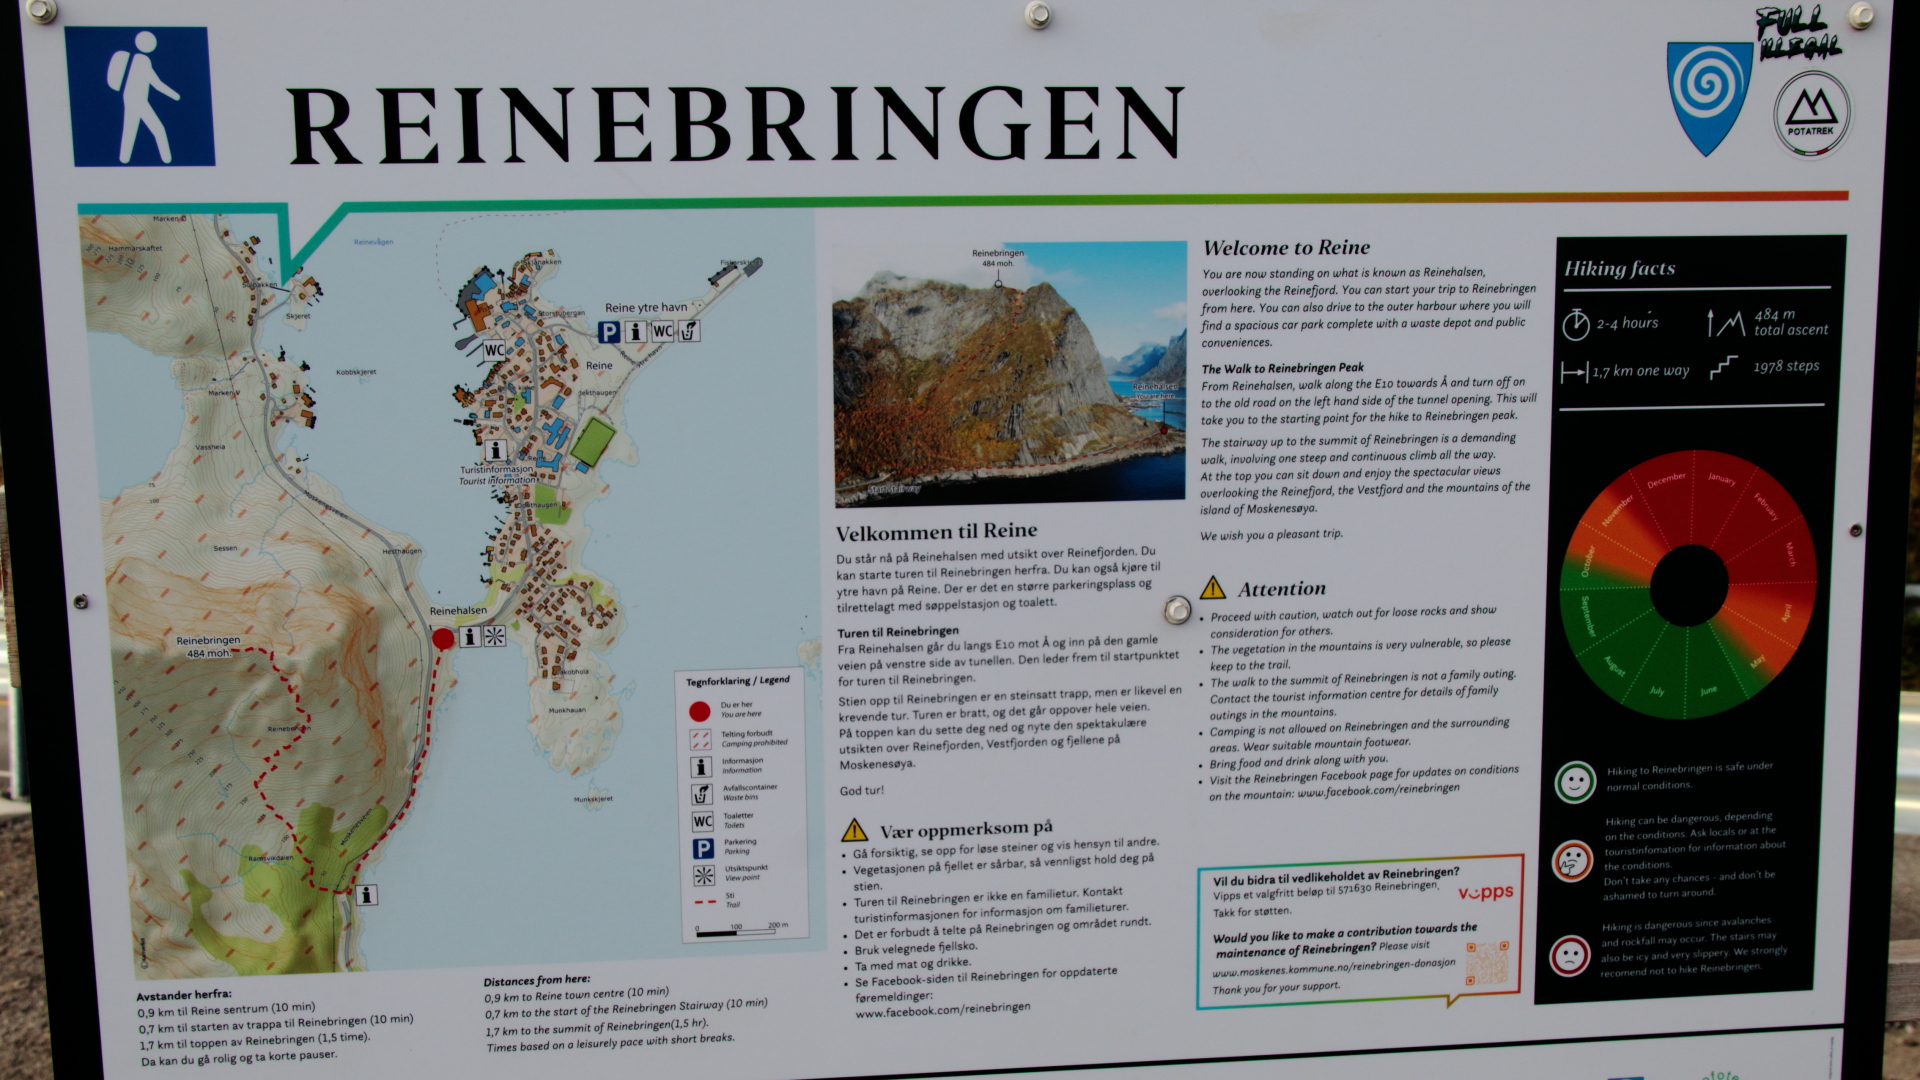 REINEBRINGEN
FULL
ILLEGAL
POTATREK
Marken
Hammarskaftet
Reinevågen
Solbakken
Skjeret
Kobbskjeret
Marken
Vassheia
Moskenesveien
Sessen
Hesthaugen
Storstubergan
Reine ytre havn
P
WC
WC
Reine
Turistinformasjon
Tourist information
Reinehalsen
Reinebringen
484 moh.
Reinebringen
Munkhauan
Munkskjeret
Ramsvikdalen
Moskenesveien
Tegnforklaring / Legend
Du er her
You are here
Telting forbudt
Camping prohibited
Informasjon
Information
Avfallscontainer
Waste bins
WC
Toaletter
Toilets
P
Parkering
Parking
Utsiktspunkt
View point
Sti
Trail
0 100 200 m
Avstander herfra:
0,9 km til Reine sentrum (10 min)
0,7 km til starten av trappa til Reinebringen (10 min)
1,7 km til toppen av Reinebringen (1,5 time).
Da kan du gå rolig og ta korte pauser.
Distances from here:
0,9 km to Reine town centre (10 min)
0,7 km to the start of the Reinebringen Stairway (10 min)
1,7 km to the summit of Reinebringen(1,5 hr).
Times based on a leisurely pace with short breaks.
Reinebringen
484 moh.
Reinehalsen
You are here
Start stairway
Velkommen til Reine
Du står nå på Reinehalsen med utsikt over Reinefjorden. Du
kan starte turen til Reinebringen herfra. Du kan også kjøre til
ytre havn på Reine. Der er det en større parkeringsplass og
tilrettelagt med søppelstasjon og toalett.
Turen til Reinebringen
Fra Reinehalsen går du langs E10 mot Å og inn på den gamle
veien på venstre side av tunellen. Den leder frem til startpunktet
for turen til Reinebringen.
Stien opp til Reinebringen er en steinsatt trapp, men er likevel en
krevende tur. Turen er bratt, og det går oppover hele veien.
På toppen kan du sette deg ned og nyte den spektakulære
utsikten over Reinefjorden, Vestfjorden og fjellene på
Moskenesøya.
God tur!
Vær oppmerksom på
• Gå forsiktig, se opp for løse steiner og vis hensyn til andre.
• Vegetasjonen på fjellet er sårbar, så vennligst hold deg på
stien.
• Turen til Reinebringen er ikke en familietur. Kontakt
turistinformasjonen for informasjon om familieturer.
• Det er forbudt å telte på Reinebringen og området rundt.
• Bruk velegnede fjellsko.
• Ta med mat og drikke.
• Se Facebook-siden til Reinebringen for oppdaterte
føremeldinger:
www.facebook.com/reinebringen
Welcome to Reine
You are now standing on what is known as Reinehalsen,
overlooking the Reinefjord. You can start your trip to Reinebringen
from here. You can also drive to the outer harbour where you will
find a spacious car park complete with a waste depot and public
conveniences.
The Walk to Reinebringen Peak
From Reinehalsen, walk along the E10 towards Å and turn off on
to the old road on the left hand side of the tunnel opening. This will
take you to the starting point for the hike to Reinebringen peak.
The stairway up to the summit of Reinebringen is a demanding
walk, involving one steep and continuous climb all the way.
At the top you can sit down and enjoy the spectacular views
overlooking the Reinefjord, the Vestfjord and the mountains of the
island of Moskenesøya.
We wish you a pleasant trip.
Attention
• Proceed with caution, watch out for loose rocks and show
consideration for others.
• The vegetation in the mountains is very vulnerable, so please
keep to the trail.
• The walk to the summit of Reinebringen is not a family outing.
Contact the tourist information centre for details of family
outings in the mountains.
• Camping is not allowed on Reinebringen and the surrounding
areas. Wear suitable mountain footwear.
• Bring food and drink along with you.
• Visit the Reinebringen Facebook page for updates on conditions
on the mountain: www.facebook.com/reinebringen
Vil du bidra til vedlikeholdet av Reinebringen?
Vipps et valgfritt beløp til 571630 Reinebringen,
Takk for støtten.
vipps
Would you like to make a contribution towards the
maintenance of Reinebringen? Please visit
www.moskenes.kommune.no/reinebringen-donasjon
Thank you for your support.
Hiking facts
2-4 hours
484 m
total ascent
1,7 km one way
1978 steps
January
February
March
April
May
June
July
August
September
October
November
December
Hiking to Reinebringen is safe under
normal conditions.
Hiking can be dangerous, depending
on the conditions. Ask locals or at the
touristinfomation for information about
the conditions.
Don't take any chances - and don't be
ashamed to turn around.
Hiking is dangerous since avalanches
and rockfall may occur. The stairs may
also be icy and very slippery. We strongly
recomend not to hike Reinebringen.